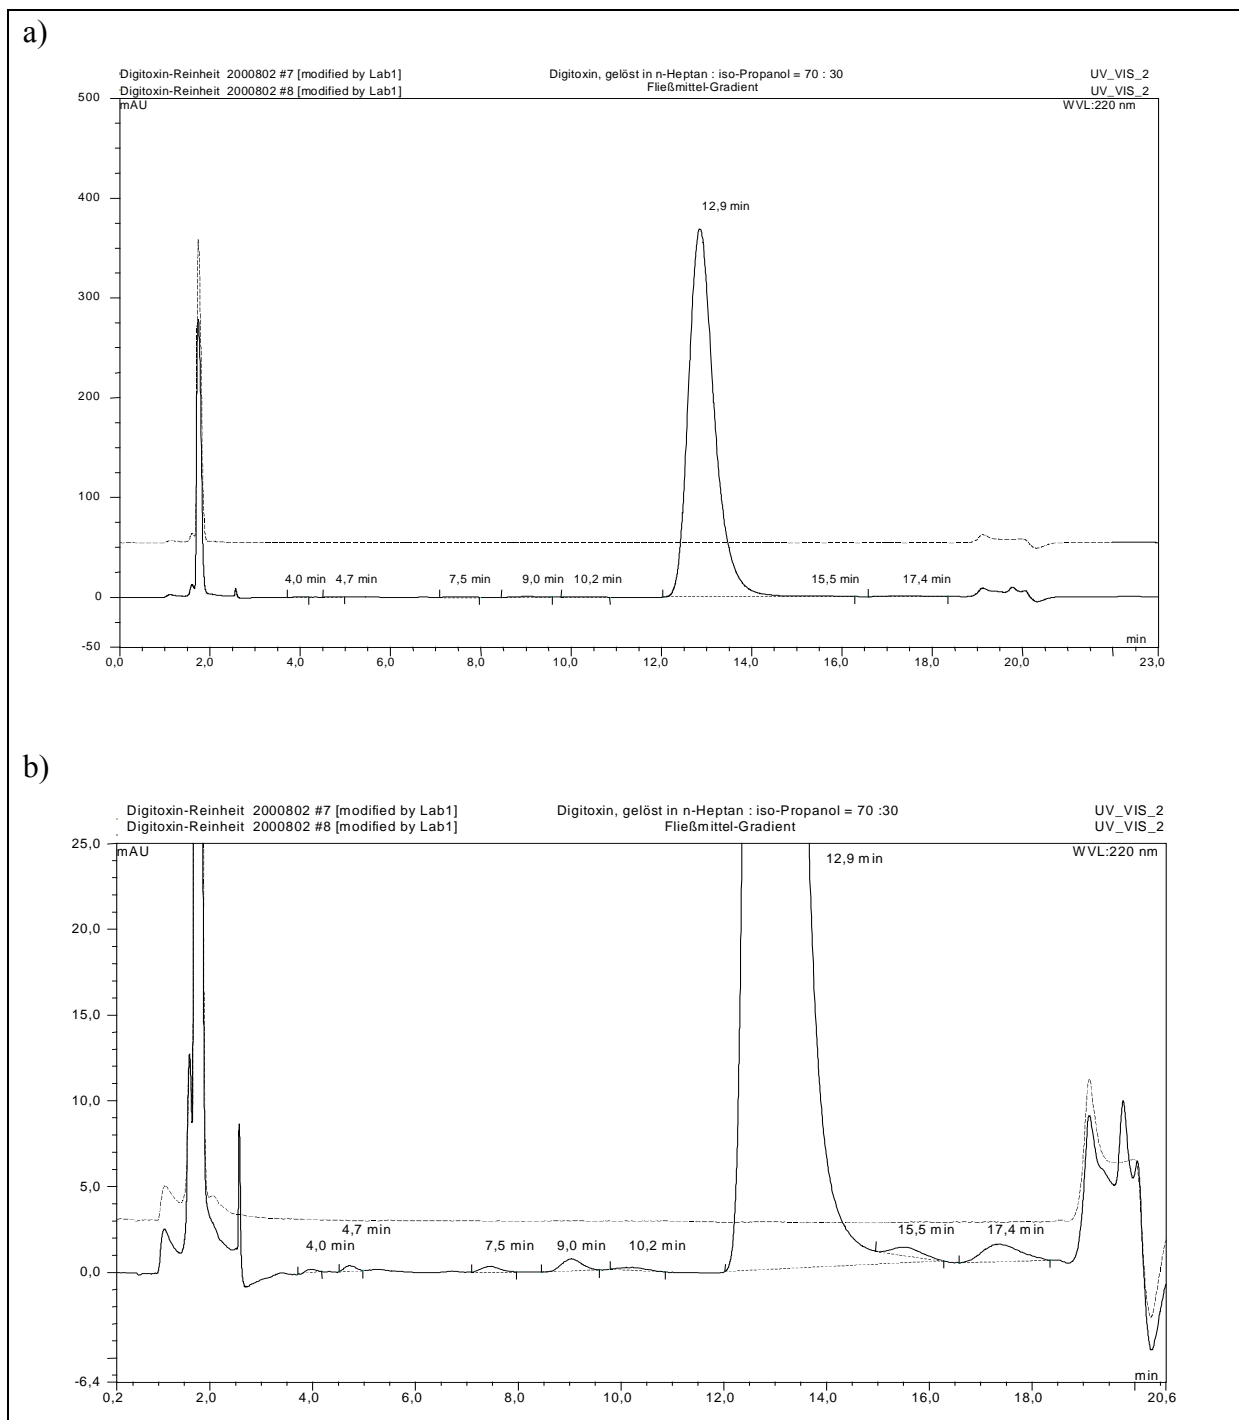 a)
Digitoxin-Reinheit 2000802 #7 [modified by Lab1] Digitoxin, gelöst in n-Heptan : iso-Propanol = 70 : 30 UV_VIS_2
Digitoxin-Reinheit 2000802 #8 [modified by Lab1] Fließmittel-Gradient UV_VIS_2
500
mAU WVL:220 nm
400
12,9 min
300
200
100
4,0 min 4,7 min 7,5 min 9,0 min 10,2 min 15,5 min 17,4 min
0
min
-50
0,0 2,0 4,0 6,0 8,0 10,0 12,0 14,0 16,0 18,0 20,0 23,0
b)
Digitoxin-Reinheit 2000802 #7 [modified by Lab1] Digitoxin, gelöst in n-Heptan : iso-Propanol = 70 :30 UV_VIS_2
Digitoxin-Reinheit 2000802 #8 [modified by Lab1] Fließmittel-Gradient UV_VIS_2
25,0
mAU WVL:220 nm
12,9 min
20,0
15,0
10,0
5,0
4,7 min 15,5 min 17,4 min
4,0 min 7,5 min 9,0 min 10,2 min
0,0
min
-6,4
0,2 2,0 4,0 6,0 8,0 10,0 12,0 14,0 16,0 18,0 20,6